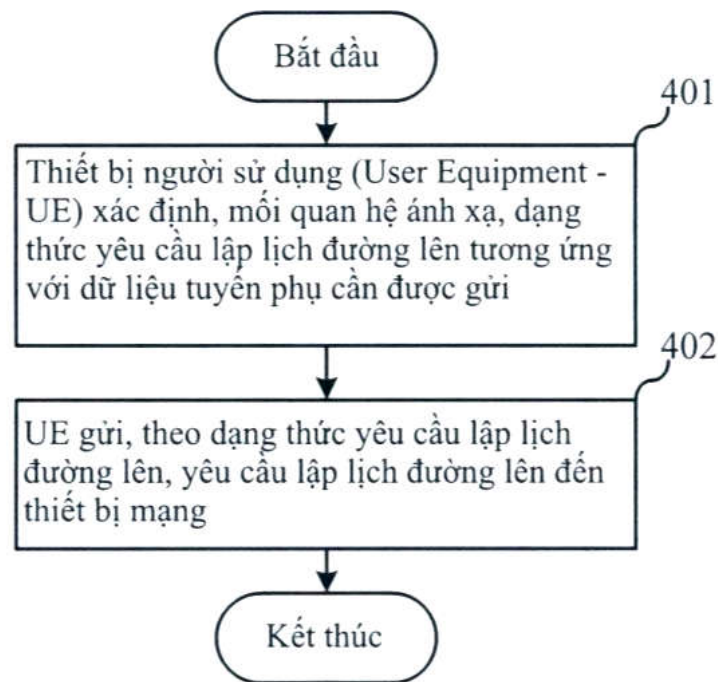 Bắt đầu
401
Thiết bị người sử dụng (User Equipment -
UE) xác định, mối quan hệ ánh xạ, dạng
thức yêu cầu lập lịch đường lên tương ứng
với dữ liệu tuyến phụ cần được gửi
402
UE gửi, theo dạng thức yêu cầu lập lịch
đường lên, yêu cầu lập lịch đường lên đến
thiết bị mạng
Kết thúc